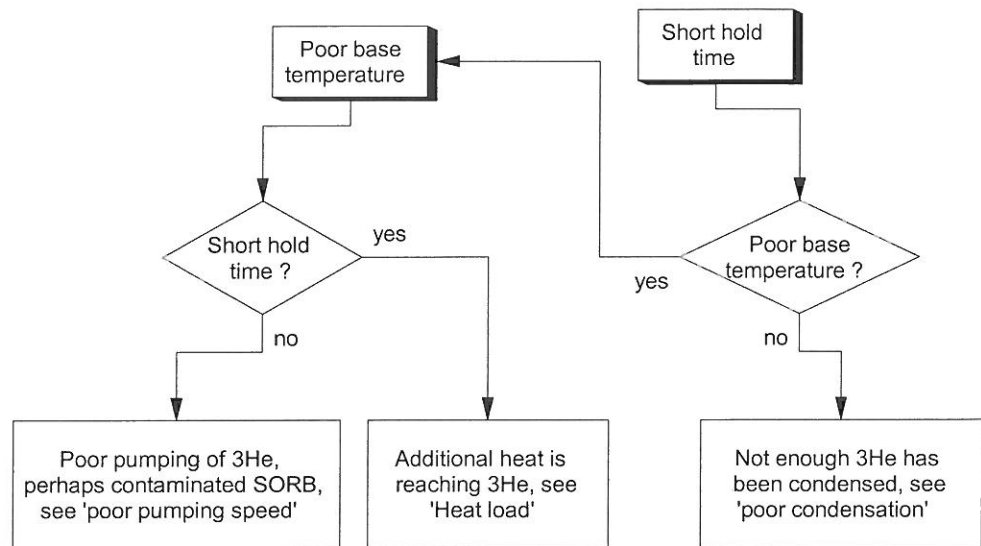 Poor base
temperature
Short hold
time
Short hold
time ?
yes
no
Poor base
temperature ?
yes
no
Poor pumping of 3He,
perhaps contaminated SORB,
see 'poor pumping speed'
Additional heat is
reaching 3He, see
'Heat load'
Not enough 3He has
been condensed, see
'poor condensation'